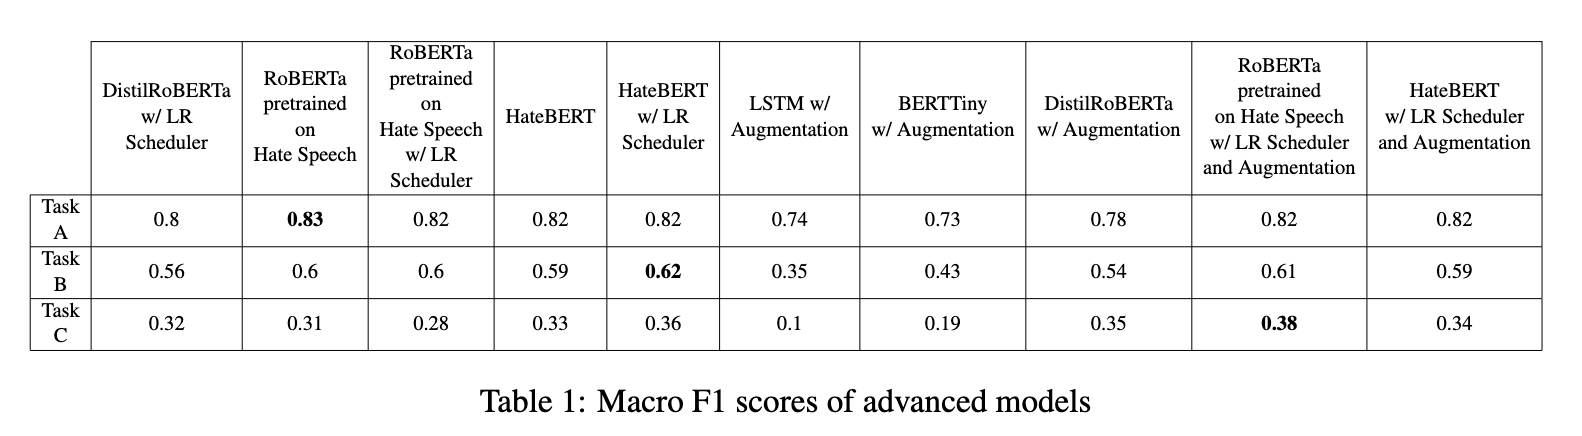 DistilRoBERTa
w/ LR
Scheduler
RoBERTa
pretrained
on
Hate Speech
RoBERTa
pretrained
on
Hate Speech
w/ LR
Scheduler
HateBERT
HateBERT
w/ LR
Scheduler
LSTM w/
Augmentation
BERTTiny
w/ Augmentation
DistilRoBERTa
w/ Augmentation
RoBERTa
pretrained
on Hate Speech
w/ LR Scheduler
and Augmentation
HateBERT
w/ LR Scheduler
and Augmentation
Task
A
0.8 0.83 0.82 0.82 0.82 0.74 0.73 0.78 0.82 0.82
Task
B
0.56 0.6 0.6 0.59 0.62 0.35 0.43 0.54 0.61 0.59
Task
C
0.32 0.31 0.28 0.33 0.36 0.1 0.19 0.35 0.38 0.34
Table 1: Macro F1 scores of advanced models